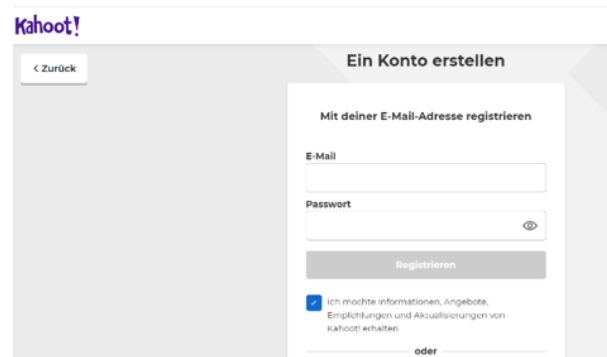 Kahoot!
< Zurück
Ein Konto erstellen
Mit deiner E-Mail-Adresse registrieren
E-Mail
Passwort
Registrieren
Ich möchte Informationen, Angebote,
Empfehlungen und Aktualisierungen von
Kahoot! erhalten
oder